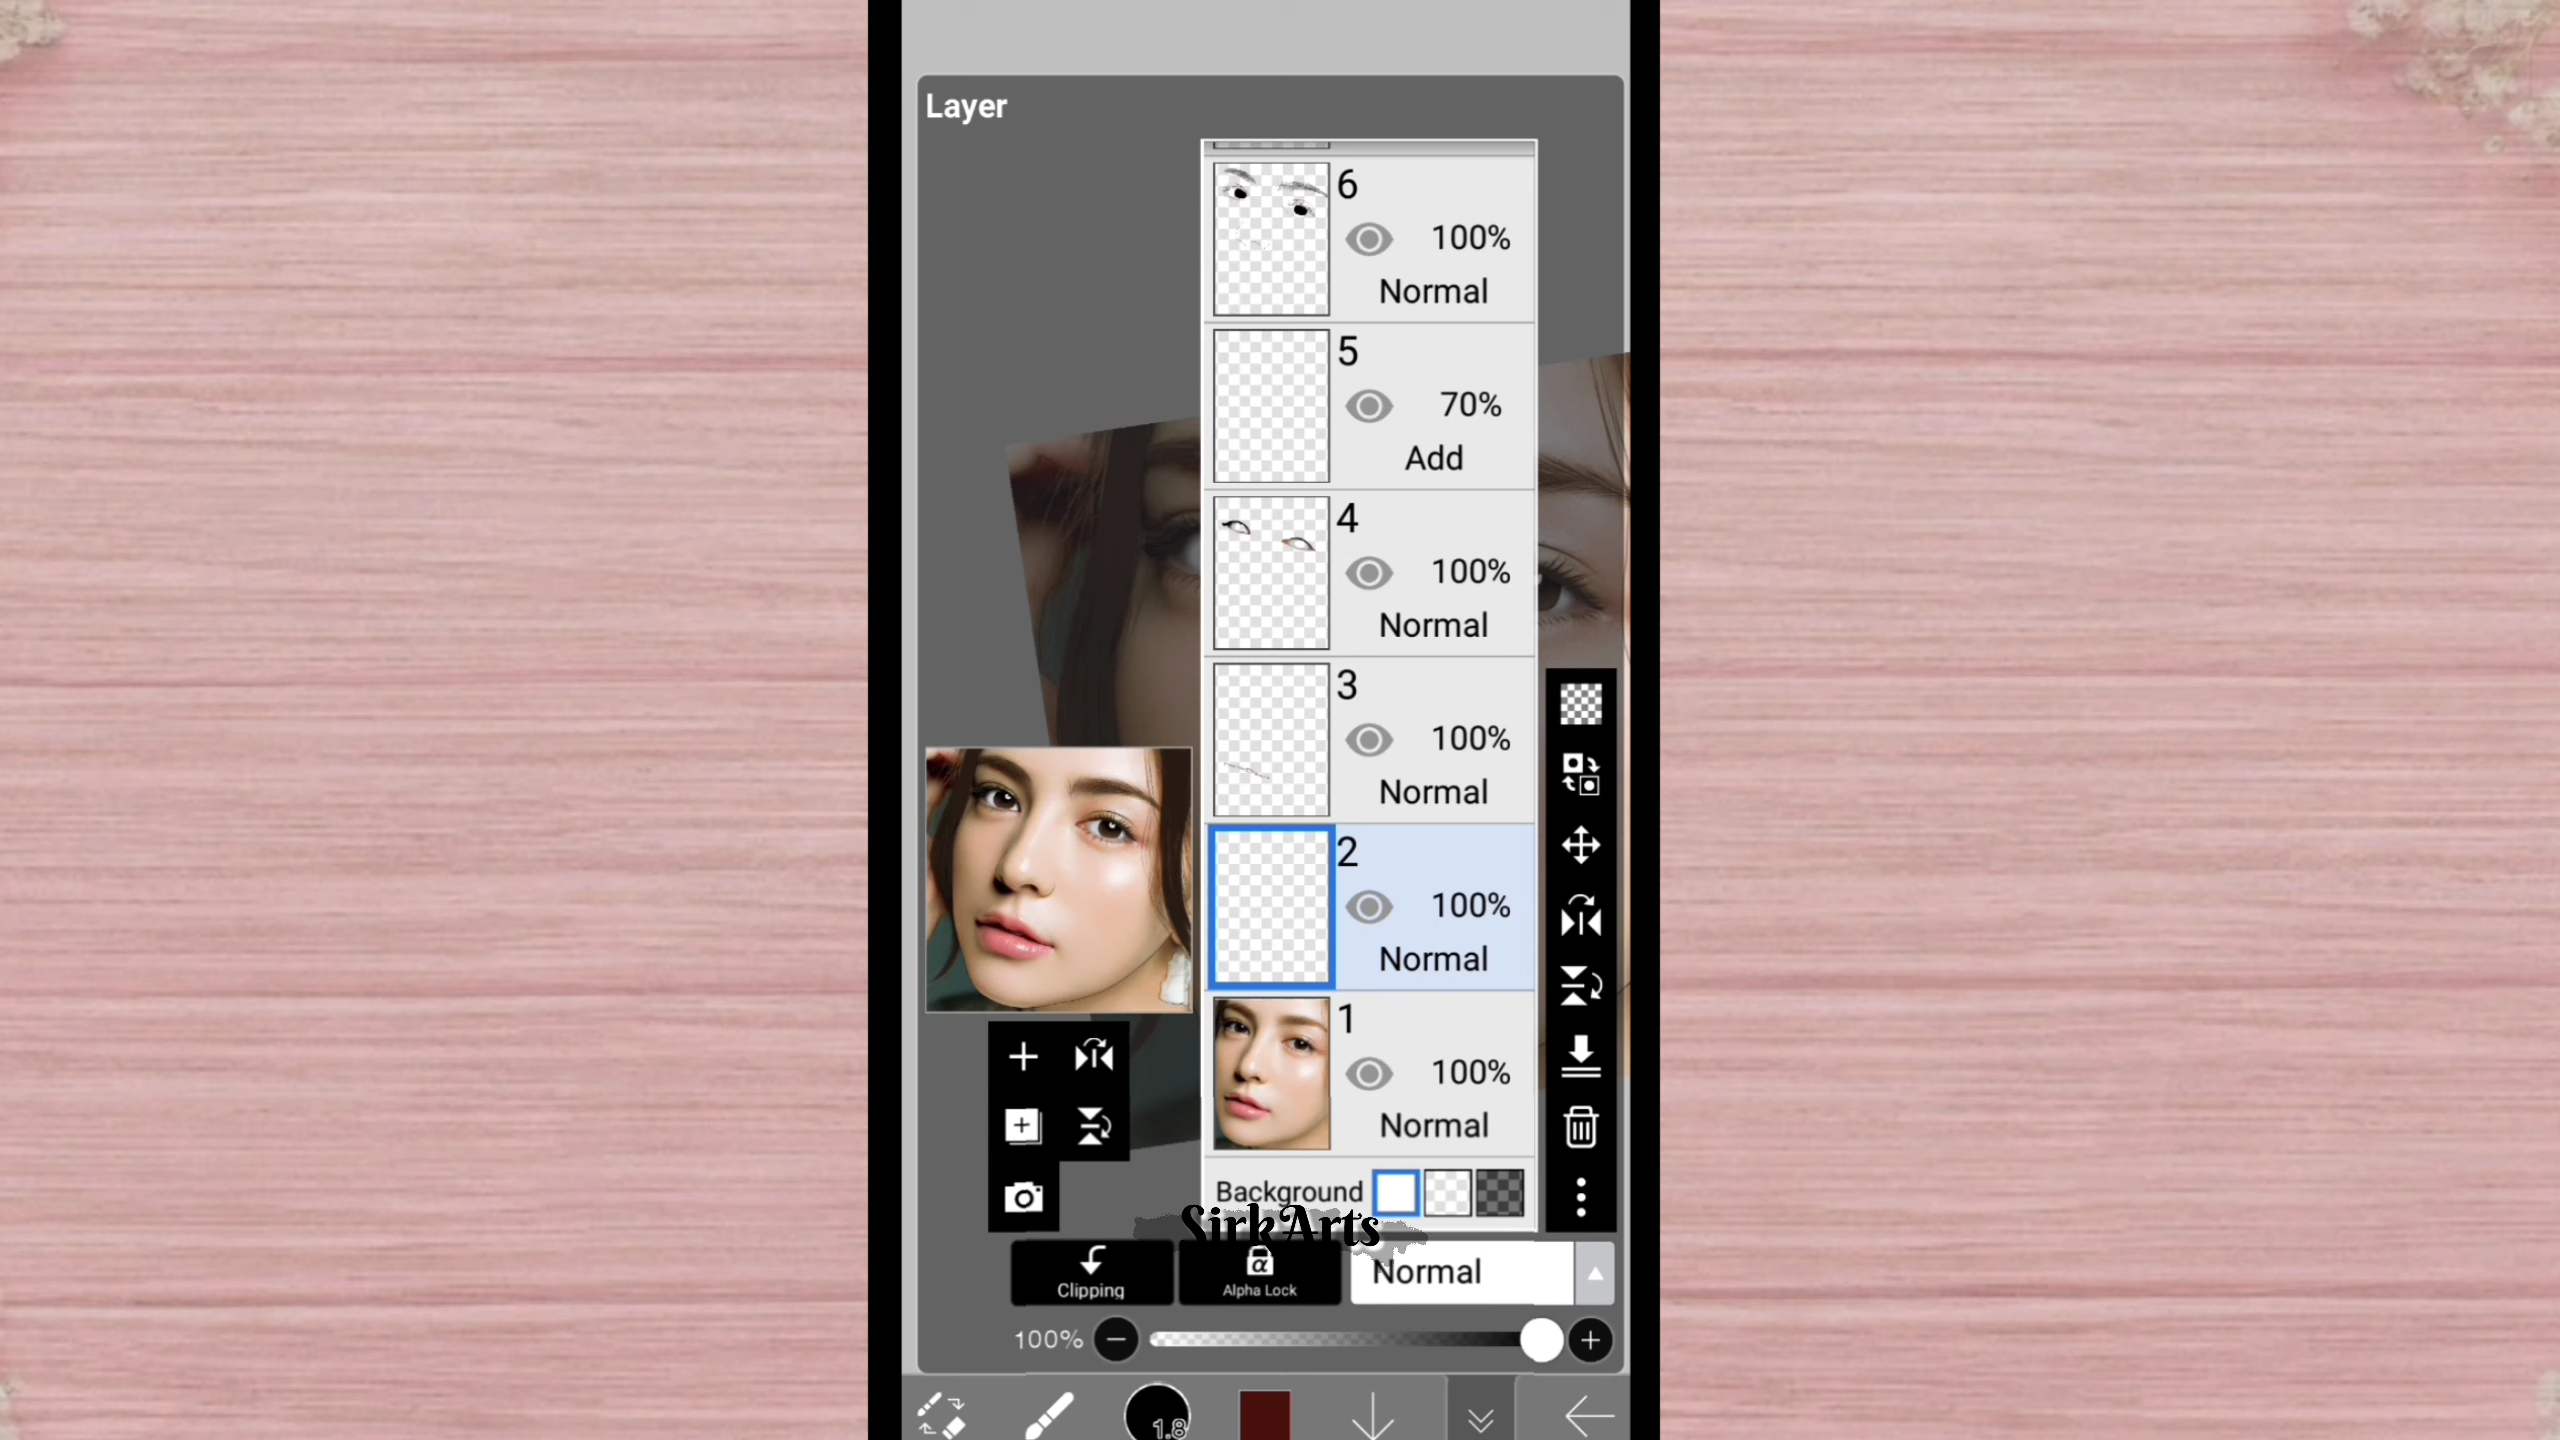 Layer
6
100%
Normal
5
70%
Add
4
100%
Normal
3
100%
Normal
2
100%
Normal
1
100%
Normal
Background
SirkArts
Clipping
α
Alpha Lock
Normal
100%
1.8